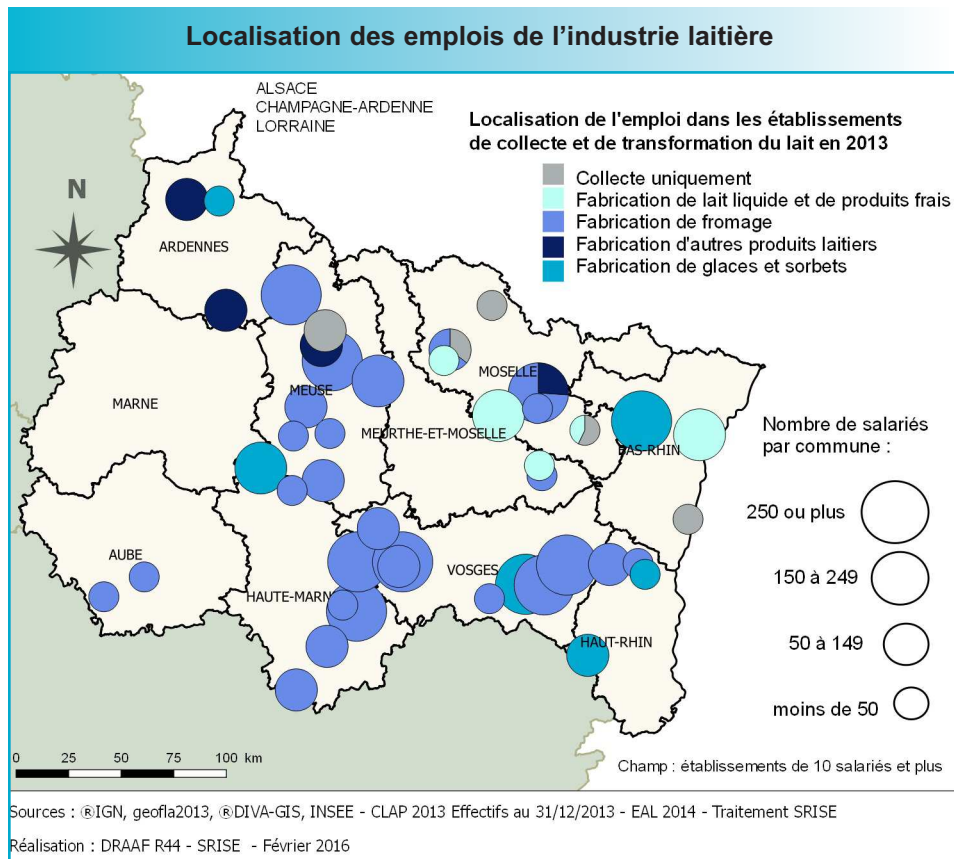 Localisation des emplois de l'industrie laitière
ALSACE
CHAMPAGNE-ARDENNE
LORRAINE
Localisation de l'emploi dans les établissements
de collecte et de transformation du lait en 2013
Collecte uniquement
Fabrication de lait liquide et de produits frais
Fabrication de fromage
Fabrication d'autres produits laitiers
Fabrication de glaces et sorbets
N
ARDENNES
MARNE
MEUSE
MOSELLE
MEURTHE-ET-MOSELLE
BAS-RHIN
AUBE
HAUTE-MARN
VOSGES
HAUT-RHIN
Nombre de salariés
par commune :
250 ou plus
150 à 249
50 à 149
moins de 50
0 25 50 75 100 km
Champ : établissements de 10 salariés et plus
Sources : ®IGN, geofla2013, ®DIVA-GIS, INSEE - CLAP 2013 Effectifs au 31/12/2013 - EAL 2014 - Traitement SRISE
Réalisation : DRAAF R44 - SRISE - Février 2016